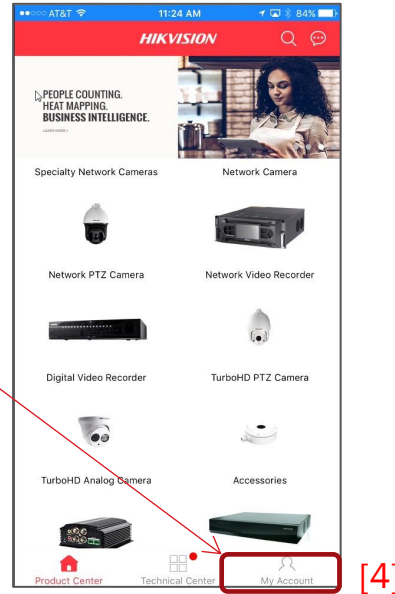 AT&T 11:24 AM 84%
HIKVISION
PEOPLE COUNTING.
HEAT MAPPING.
BUSINESS INTELLIGENCE.
LEARN MORE >
Specialty Network Cameras Network Camera
Network PTZ Camera Network Video Recorder
Digital Video Recorder TurboHD PTZ Camera
TurboHD Analog Camera Accessories
Product Center Technical Center My Account
[4]